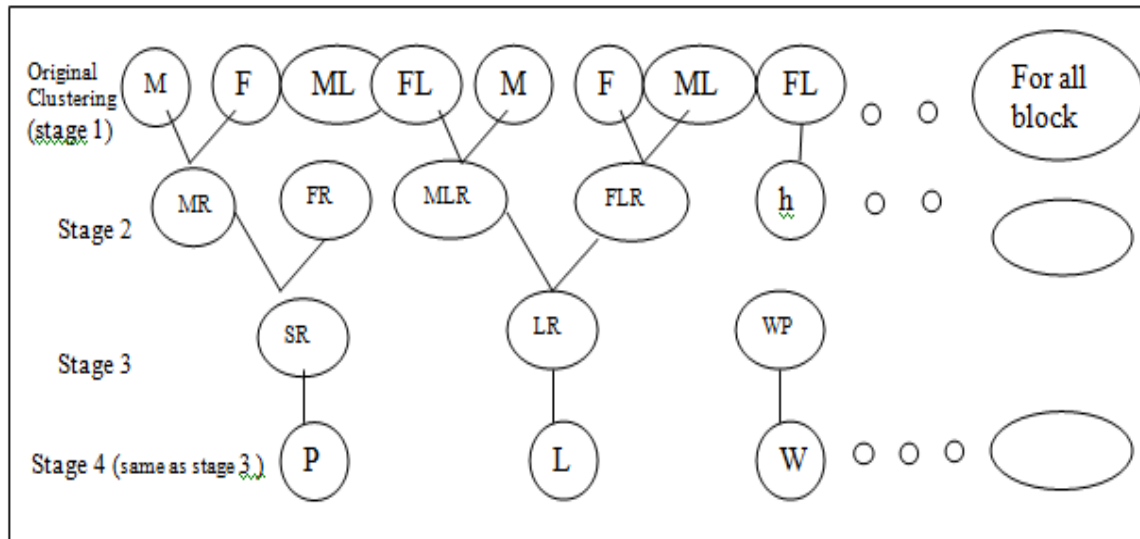 Original
Clustering
(stage 1)
M F ML FL M F ML FL
For all
block
Stage 2
MR FR MLR FLR h
Stage 3
SR LR WP
Stage 4 (same as stage 3 )
P L W